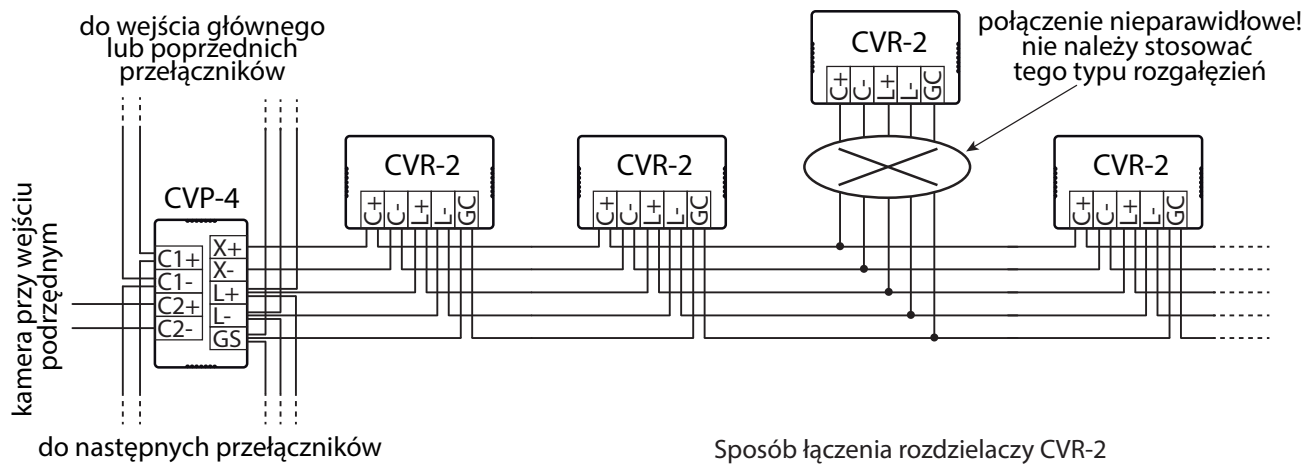 do wejścia głównego
lub poprzednich
przełączników
połączenie nieparawidłowe!
nie należy stosować
tego typu rozgałęzień
CVR-2
C+
C-
L+
L-
GC
CVR-2
C+
C-
L+
L-
GC
CVR-2
C+
C-
L+
L-
GC
CVR-2
C+
C-
L+
L-
GC
CVP-4
C1+
C1-
C2+
C2-
X+
X-
L+
L-
GS
kamera przy wejściu
podrzędnym
do następnych przełączników
Sposób łączenia rozdzielaczy CVR-2